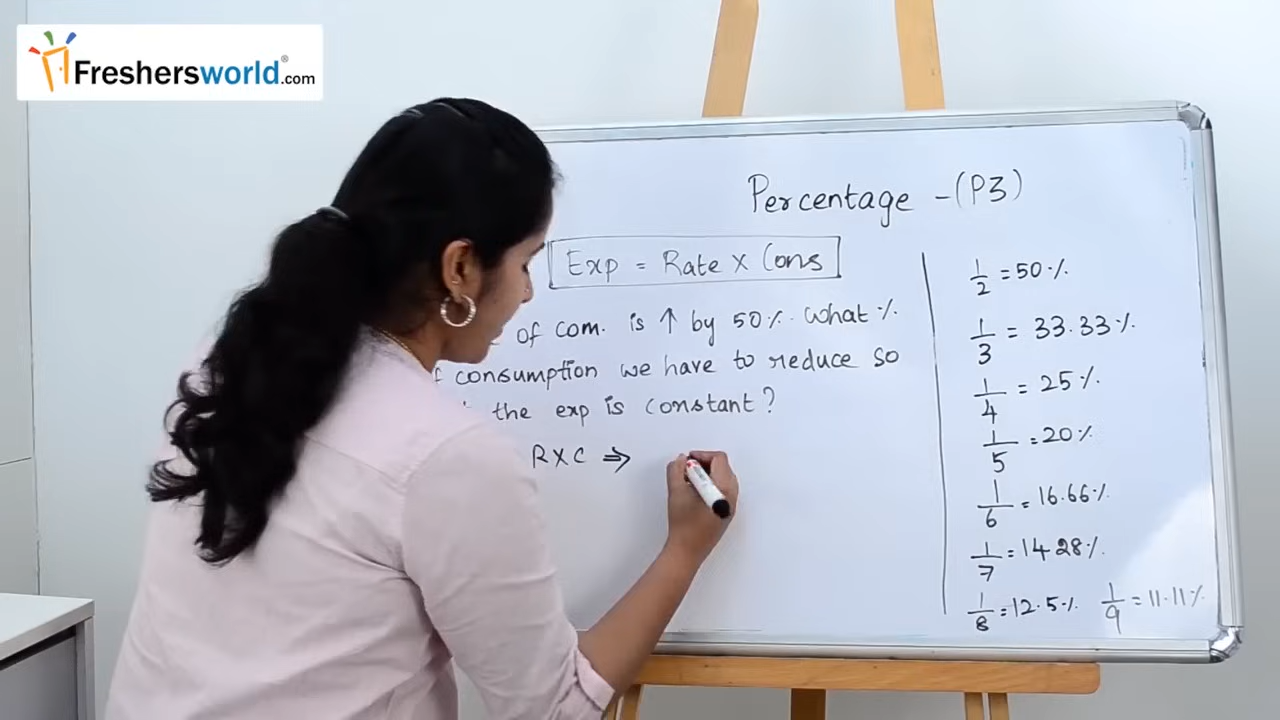 Freshersworld.com
Percentage - (P3)
Exp = Rate X Cons
of com. is ↑ by 50%. What %.
consumption we have to reduce so
the exp is constant?
RXC ⇒
1/2 = 50%
1/3 = 33.33%
1/4 = 25%
1/5 = 20%
1/6 = 16.66%
1/7 = 14.28%
1/8 = 12.5% 1/9 = 11.11%